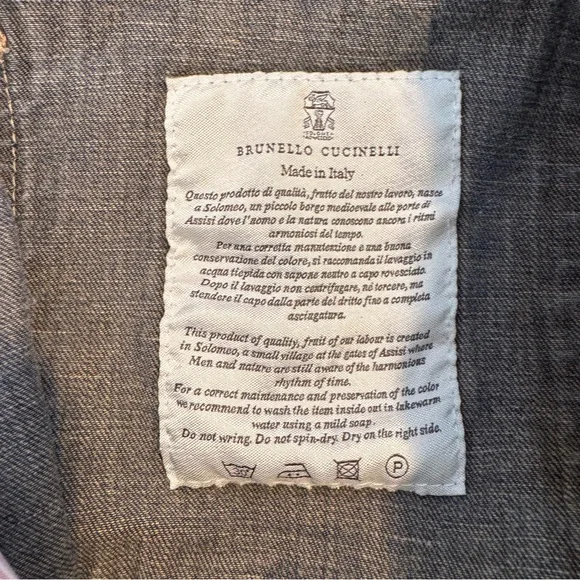 BRUNELLO CUCINELLI
Made in Italy
Questo prodotto di qualità, frutto del nostro lavoro, nasce
a Solomeo, un piccolo borgo medioevale alle porte di
Assisi dove l'uomo e la natura conoscono ancora i ritmi
armoniosi del tempo.
Per una corretta manutenzione e una buona
conservazione del colore, si raccomanda il lavaggio in
acqua tiepida con sapone neutro a capo rovesciato.
Dopo il lavaggio non centrifugare, né torcere, ma
stendere il capo dalla parte del dritto fino a completa
asciugatura.
This product of quality, fruit of our labour is created
in Solomeo, a small village at the gates of Assisi where
Men and nature are still aware of the harmonious
rhythm of time.
For a correct maintenance and preservation of the color
we recommend to wash the item inside out in lukewarm
water using a mild soap.
Do not wring. Do not spin-dry. Dry on the right side.
30 P